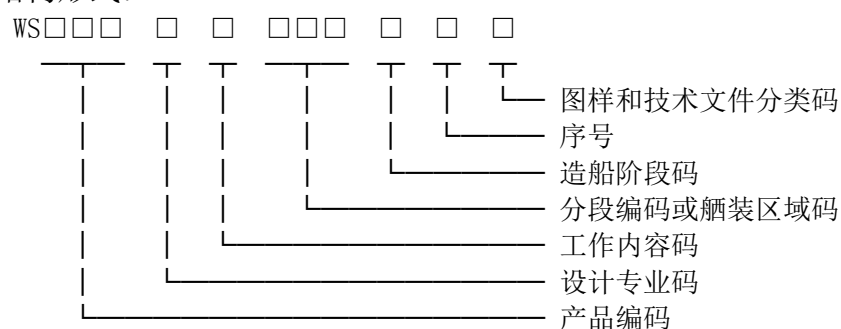 WS□□□ □ □ □□□ □ □ □
图样和技术文件分类码
序号
造船阶段码
分段编码或舾装区域码
工作内容码
设计专业码
产品编码